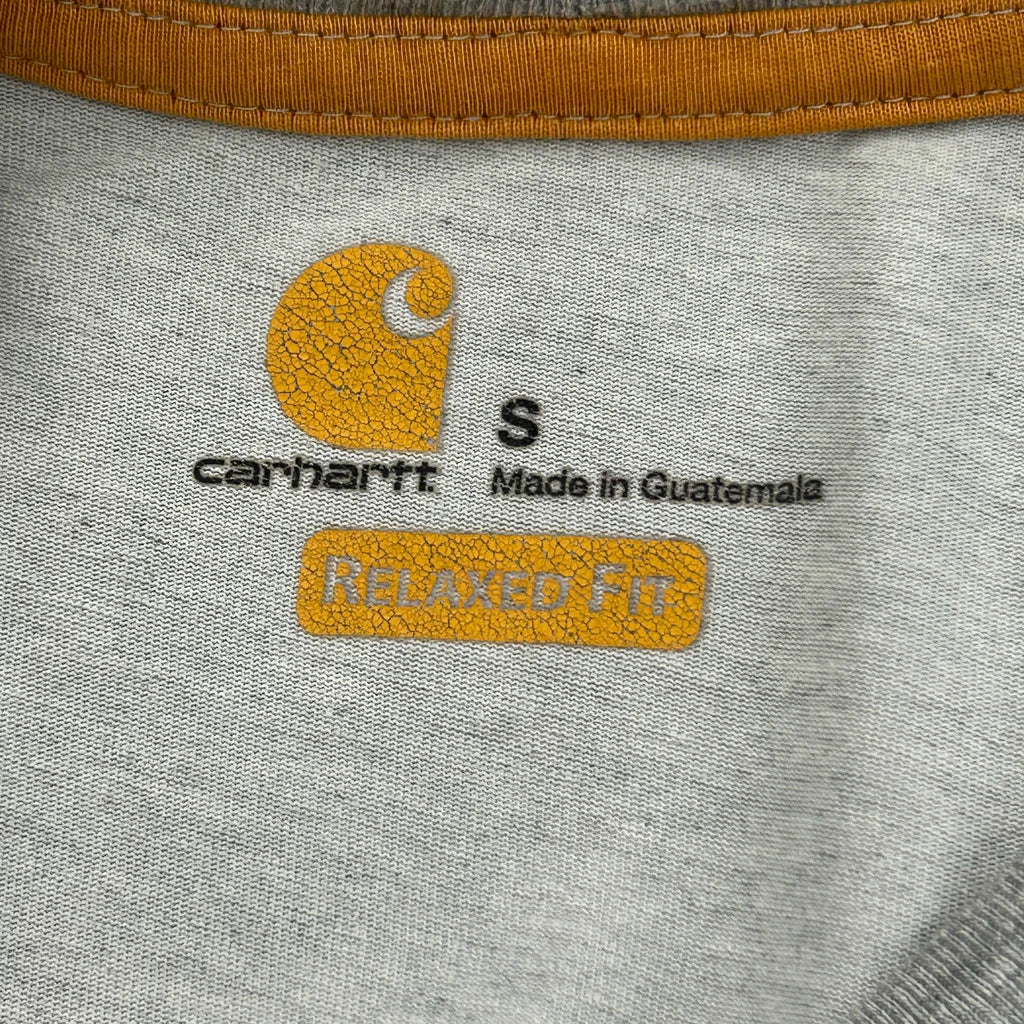 S
carhartt
Made in Guatemala
RELAXED FIT